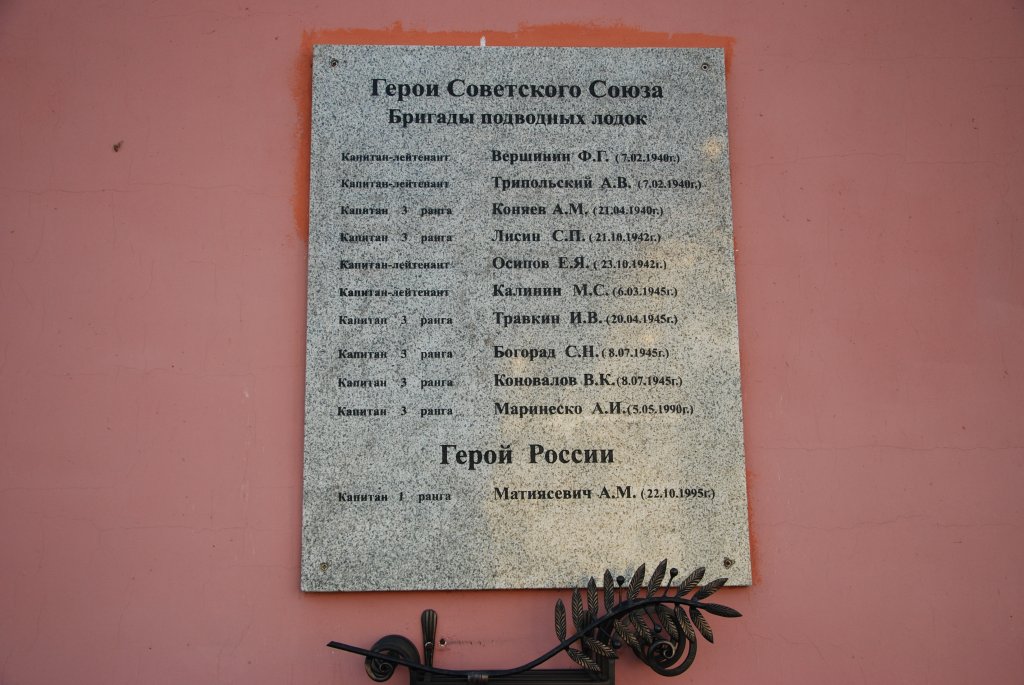 Герои Советского Союза
Бригады подводных лодок
Капитан-лейтенант Вершинин Ф.Г. (7.02.1940г.)
Капитан-лейтенант Трипольский А.В. (7.02.1940г.)
Капитан 3 ранга Коняев А.М. (21.04.1940г.)
Капитан 3 ранга Лисин С.П. (21.10.1942г.)
Капитан-лейтенант Осипов Е.Я. (23.10.1942г.)
Капитан-лейтенант Калинин М.С. (6.03.1945г.)
Капитан 3 ранга Травкин И.В. (20.04.1945г.)
Капитан 3 ранга Богорад С.Н. (8.07.1945г.)
Капитан 3 ранга Коновалов В.К. (8.07.1945г.)
Капитан 3 ранга Маринеско А.И. (5.05.1990г.)
Герой России
Капитан 1 ранга Матиясевич А.М. (22.10.1995г.)